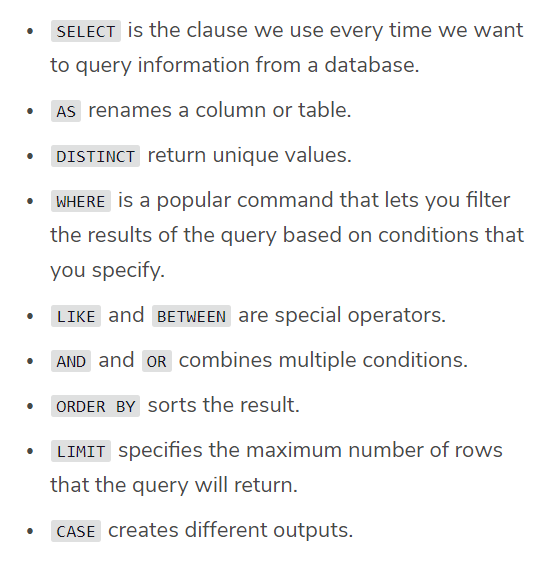 SELECT is the clause we use every time we want
to query information from a database.
AS renames a column or table.
DISTINCT return unique values.
WHERE is a popular command that lets you filter
the results of the query based on conditions that
you specify.
LIKE and BETWEEN are special operators.
AND and OR combines multiple conditions.
ORDER BY sorts the result.
LIMIT specifies the maximum number of rows
that the query will return.
CASE creates different outputs.